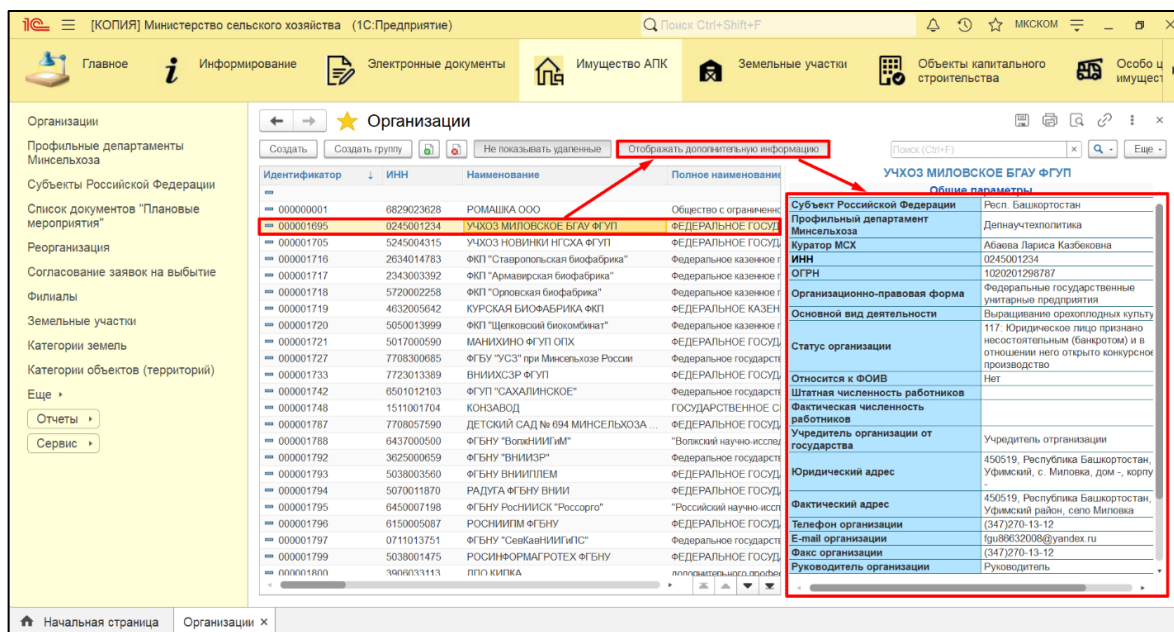 [КОПИЯ] Министерство сельского хозяйства (1С:Предприятие)
Поиск Ctrl+Shift+F
МКСКОМ
Главное
Информирование
Электронные документы
Имущество АПК
Земельные участки
Объекты капитального
строительства
Особо ц
имущест
Организации
Профильные департаменты
Минсельхоза
Субъекты Российской Федерации
Список документов "Плановые
мероприятия"
Реорганизация
Согласование заявок на выбытие
Филиалы
Земельные участки
Категории земель
Категории объектов (территорий)
Еще
Отчеты
Сервис
Организации
Создать Создать группу Не показывать удаленные Отображать дополнительную информацию Поиск (Ctrl+F) Еще
Идентификатор ИНН Наименование Полное наименование
000000001 6829023628 РОМАШКА ООО Общество с ограниченно
000001695 0245001234 УЧХОЗ МИЛОВСКОЕ БГАУ ФГУП ФЕДЕРАЛЬНОЕ ГОСУД
000001705 5245004315 УЧХОЗ НОВИНКИ НГСХА ФГУП ФЕДЕРАЛЬНОЕ ГОСУД
000001716 2634014783 ФКП "Ставропольская биофабрика" Федеральное казенное п
000001717 2343003392 ФКП "Армавирская биофабрика" Федеральное казенное п
000001718 5720002258 ФКП "Орловская биофабрика" Федеральное казенное п
000001719 4632005642 КУРСКАЯ БИОФАБРИКА ФКП ФЕДЕРАЛЬНОЕ КАЗЕН
000001720 5050013999 ФКП "Щелковский биокомбинат" Федеральное казенное п
000001721 5017000590 МАНИХИНО ФГУП ОПХ ФЕДЕРАЛЬНОЕ ГОСУД
000001727 7708300685 ФГБУ "УСЗ" при Минсельхозе России Федеральное государств
000001733 7723013389 ВНИИХСЗР ФГУП ФЕДЕРАЛЬНОЕ ГОСУД
000001742 6501012103 ФГУП "САХАЛИНСКОЕ" Федеральное государств
000001748 1511001704 КОНЗАВОД ГОСУДАРСТВЕННОЕ С
000001787 7708057590 ДЕТСКИЙ САД № 694 МИНСЕЛЬХОЗА ... ФЕДЕРАЛЬНОЕ ГОСУД
000001788 6437000500 ФГБНУ "ВолжНИИГиМ" "Волжский научно-исслед
000001792 3625000659 ФГБНУ "ВНИИЗР" Федеральное государств
000001793 5038003560 ФГБНУ ВНИИПЛЕМ ФЕДЕРАЛЬНОЕ ГОСУД
000001794 5070011870 РАДУГА ФГБНУ ВНИИ ФЕДЕРАЛЬНОЕ ГОСУД
000001795 6450007198 ФГБНУ РосНИИСК "Россорго" "Российский научно-иссл
000001796 6150005087 РОСНИИПМ ФГБНУ ФЕДЕРАЛЬНОЕ ГОСУД
000001797 0711013751 ФГБНУ "СевКавНИИГиПС" Федеральное государств
000001799 5038001475 РОСИНФОРМАГРОТЕХ ФГБНУ ФЕДЕРАЛЬНОЕ ГОСУД
000001800 3906033113 ДПО КИПКА
УЧХОЗ МИЛОВСКОЕ БГАУ ФГУП
Общие параметры
Субъект Российской Федерации Респ. Башкортостан
Профильный департамент
Минсельхоза Депнаучтехполитика
Куратор МСХ Абаева Лариса Казбековна
ИНН 0245001234
ОГРН 1020201298787
Организационно-правовая форма Федеральные государственные
унитарные предприятия
Основной вид деятельности Выращивание орехоплодных культу
Статус организации 117: Юридическое лицо признано
несостоятельным (банкротом) и в
отношении него открыто конкурсное
производство
Относится к ФОИВ Нет
Штатная численность работников
Фактическая численность
работников
Учредитель организации от
государства Учредитель отрганизации
Юридический адрес 450519, Республика Башкортостан,
Уфимский, с. Миловка, дом -, корпу
-
Фактический адрес 450519, Республика Башкортостан,
Уфимский район, село Миловка
Телефон организации (347)270-13-12
E-mail организации fgu86632008@yandex.ru
Факс организации (347)270-13-12
Руководитель организации Руководитель
Начальная страница Организации